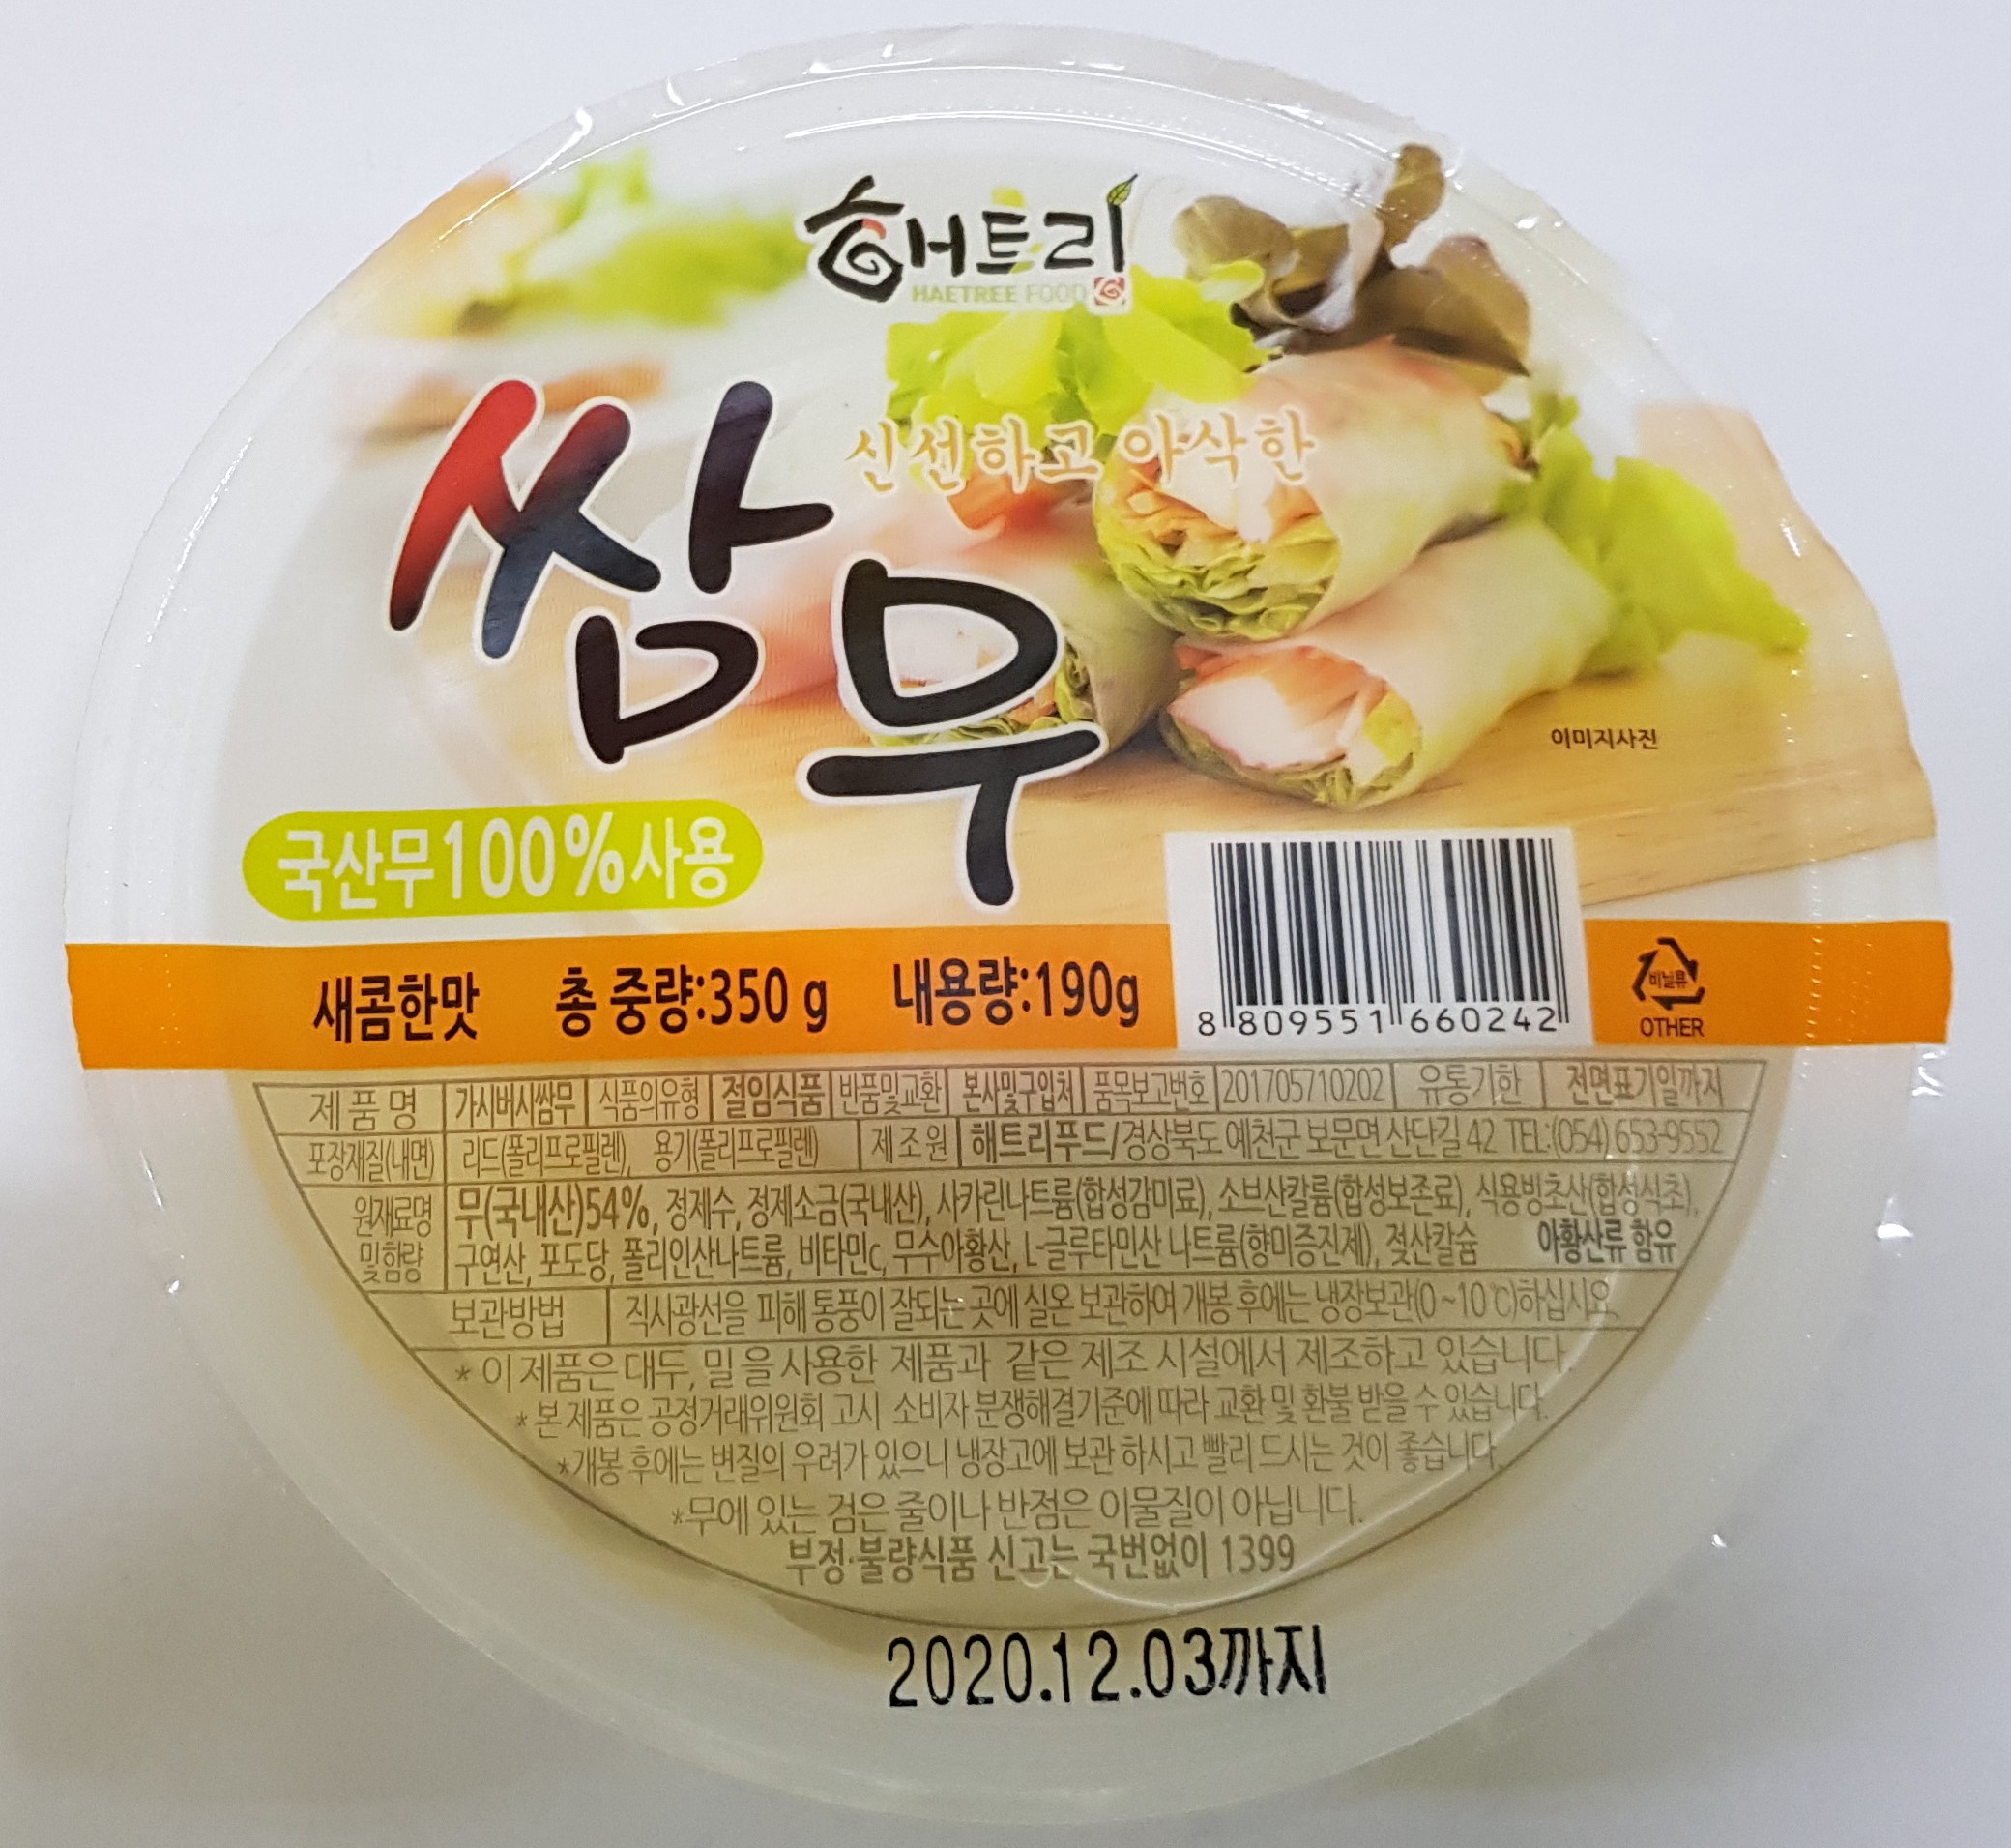 해트리
HAETREE FOOD
신선하고 아삭한
쌈무
이미지사진
국산무100%사용
새콤한맛 총 중량:350 g 내용량:190g
8 809551 660242
비닐류
OTHER
제 품 명 가시버시쌈무 식품의유형 절임식품 반품및교환 본사및구입처 품목보고번호 201705710202 유통기한 전면표기일까지
포장재질(내면) 리드(폴리프로필렌), 용기(폴리프로필렌) 제 조 원 해트리푸드/경상북도 예천군 보문면 산단길 42 TEL:(054) 653-9552
원재료명 및함량 무(국내산)54%, 정제수, 정제소금(국내산), 사카린나트륨(합성감미료), 소브산칼륨(합성보존료), 식용빙초산(합성식초),
구연산, 포도당, 폴리인산나트륨, 비타민c, 무수아황산, L-글루타민산 나트륨(향미증진제), 젖산칼슘 아황산류 함유
보관방법 직사광선을 피해 통풍이 잘되는 곳에 실온 보관하여 개봉 후에는 냉장보관(0~10℃)하십시요.
* 이 제품은 대두, 밀 을 사용한 제품과 같은 제조 시설에서 제조하고 있습니다.
* 본 제품은 공정거래위원회 고시 소비자 분쟁해결기준에 따라 교환 및 환불 받을 수 있습니다.
*개봉 후에는 변질의 우려가 있으니 냉장고에 보관 하시고 빨리 드시는 것이 좋습니다.
*무에 있는 검은 줄이나 반점은 이물질이 아닙니다.
부정·불량식품 신고는 국번없이 1399
2020.12.03까지